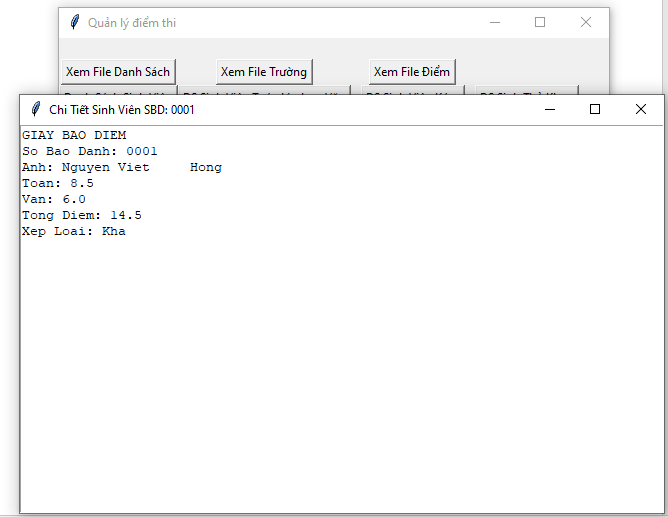 Quản lý điểm thi
Xem File Danh Sách Xem File Trường Xem File Điểm
Chi Tiết Sinh Viên SBD: 0001
GIAY BAO DIEM
So Bao Danh: 0001
Anh: Nguyen Viet     Hong
Toan: 8.5
Van: 6.0
Tong Diem: 14.5
Xep Loai: Kha